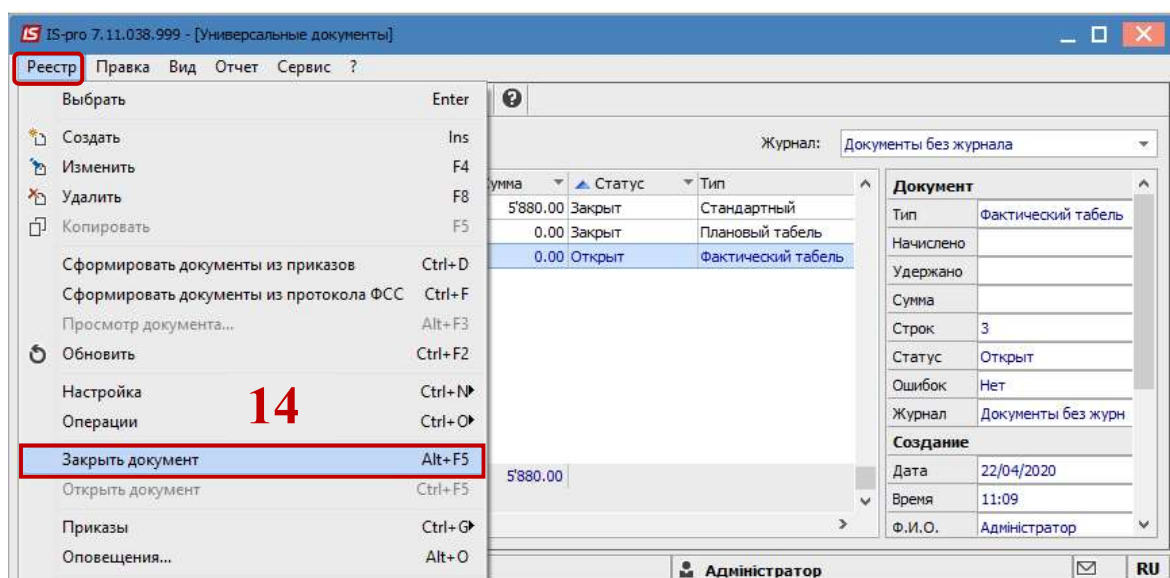 IS-pro 7.11.038.999 - [Универсальные документы]
Реестр Правка Вид Отчет Сервис ?
Выбрать Enter
Создать Ins
Изменить F4
Удалить F8
Копировать F5
Сформировать документы из приказов Ctrl+D
Сформировать документы из протокола ФСС Ctrl+F
Просмотр документа... Alt+F3
Обновить Ctrl+F2
Настройка Ctrl+N
Операции Ctrl+O
14
Закрыть документ Alt+F5
Открыть документ Ctrl+F5
Приказы Ctrl+G
Оповещения... Alt+O
Журнал: Документы без журнала
умма Статус Тип
5'880.00 Закрыт Стандартный
0.00 Закрыт Плановый табель
0.00 Открыт Фактический табель
5'880.00
Документ
Тип Фактический табель
Начислено
Удержано
Сумма
Строк 3
Статус Открыт
Ошибок Нет
Журнал Документы без журн
Создание
Дата 22/04/2020
Время 11:09
Ф.И.О. Адміністратор
Адміністратор RU